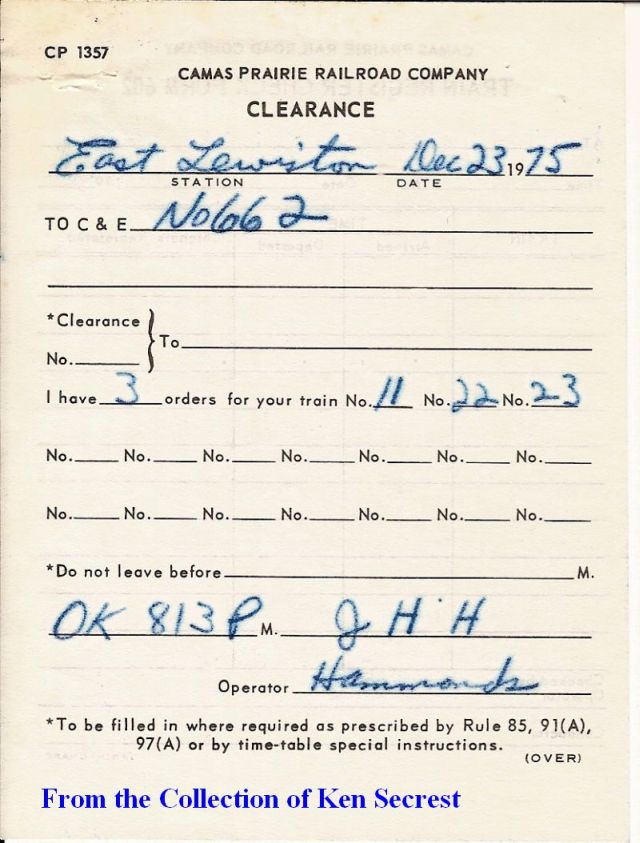 CP 1357
CAMAS PRAIRIE RAILROAD COMPANY
CLEARANCE
East Lewiston Dec 23 1975
STATION DATE
TO C & E No 662
*Clearance
No. To
I have 3 orders for your train No. 11 No. 22 No. 23
No. No. No. No. No. No. No.
No. No. No. No. No. No. No.
*Do not leave before M.
OK 813 P M. J H H
Operator Hammonds
*To be filled in where required as prescribed by Rule 85, 91(A),
97(A) or by time-table special instructions.
(OVER)
From the Collection of Ken Secrest